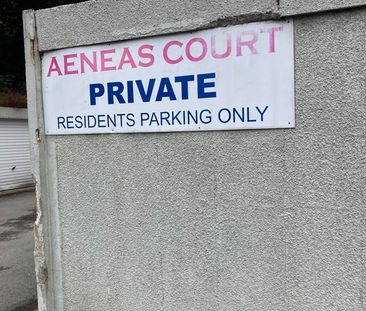 AENEAS COURT
PRIVATE
RESIDENTS PARKING ONLY